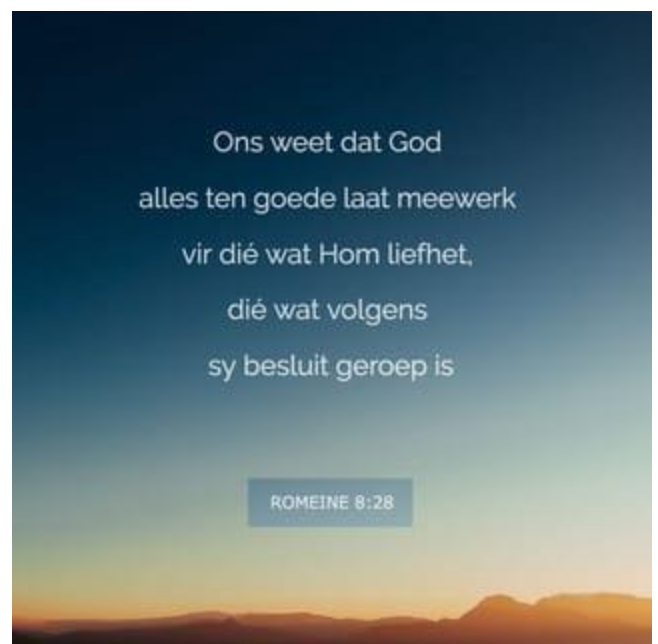 Ons weet dat God
alles ten goede laat meewerk
vir dié wat Hom liefhet,
dié wat volgens
sy besluit geroep is
ROMEINE 8:28